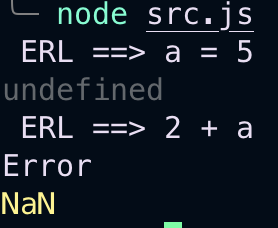 node src.js
ERL ==> a = 5
undefined
ERL ==> 2 + a
Error
NaN